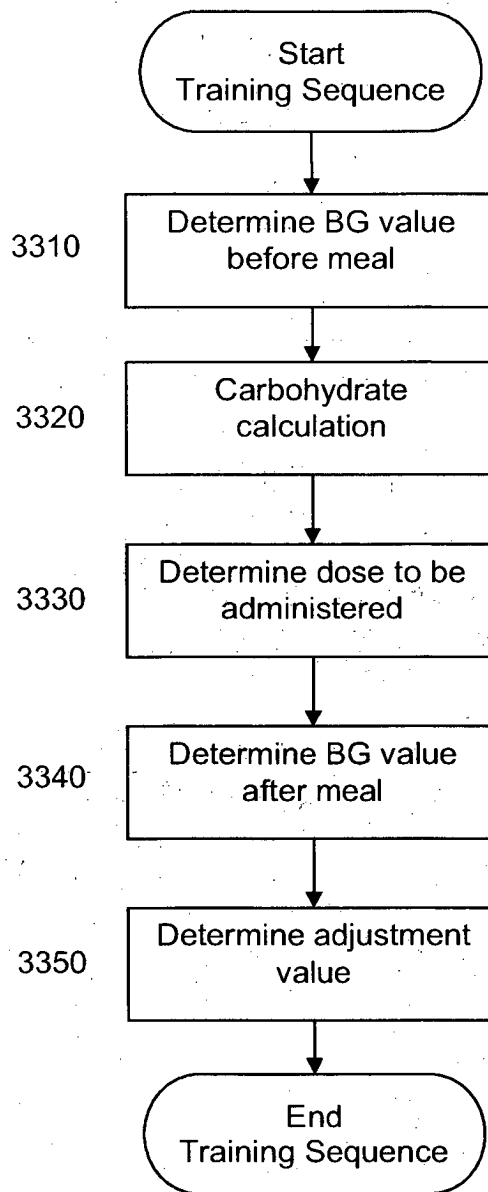 Start
Training Sequence
3310
Determine BG value
before meal
3320
Carbohydrate
calculation
3330
Determine dose to be
administered
3340
Determine BG value
after meal
3350
Determine adjustment
value
End
Training Sequence